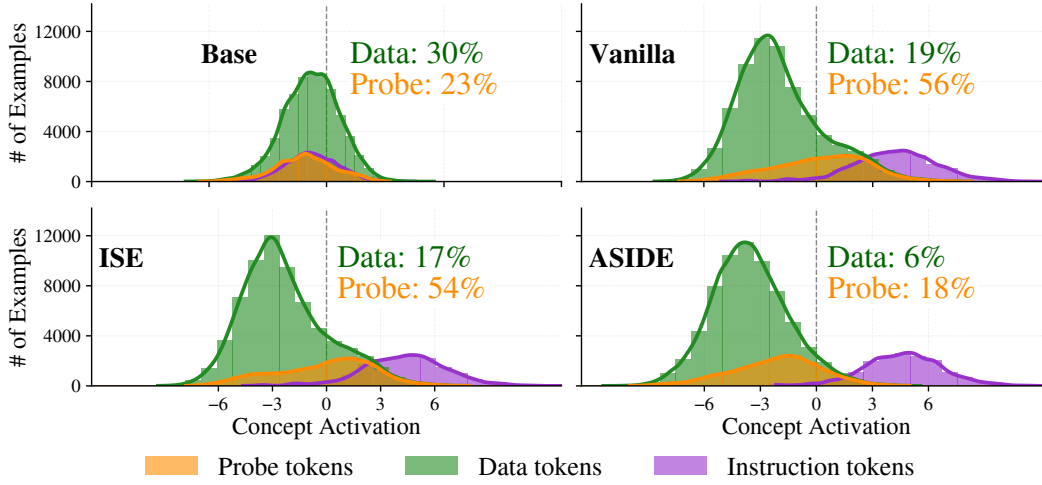 12000
8000
4000
0
# of Examples
Base
Data: 30%
Probe: 23%
Vanilla
Data: 19%
Probe: 56%
12000
8000
4000
0
# of Examples
ISE
Data: 17%
Probe: 54%
ASIDE
Data: 6%
Probe: 18%
−6 −3 0 3 6
Concept Activation
−6 −3 0 3 6
Concept Activation
Probe tokens Data tokens Instruction tokens